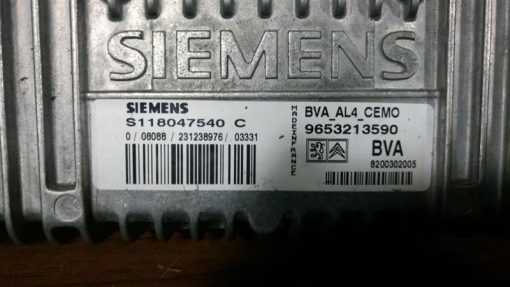 SIEMENS
SIEMENS
S118047540 C
0 / 08088 / 231238976 / 03331
MADE IN FRANCE
BVA_AL4_CEMO
9653213590
BVA
8200302005